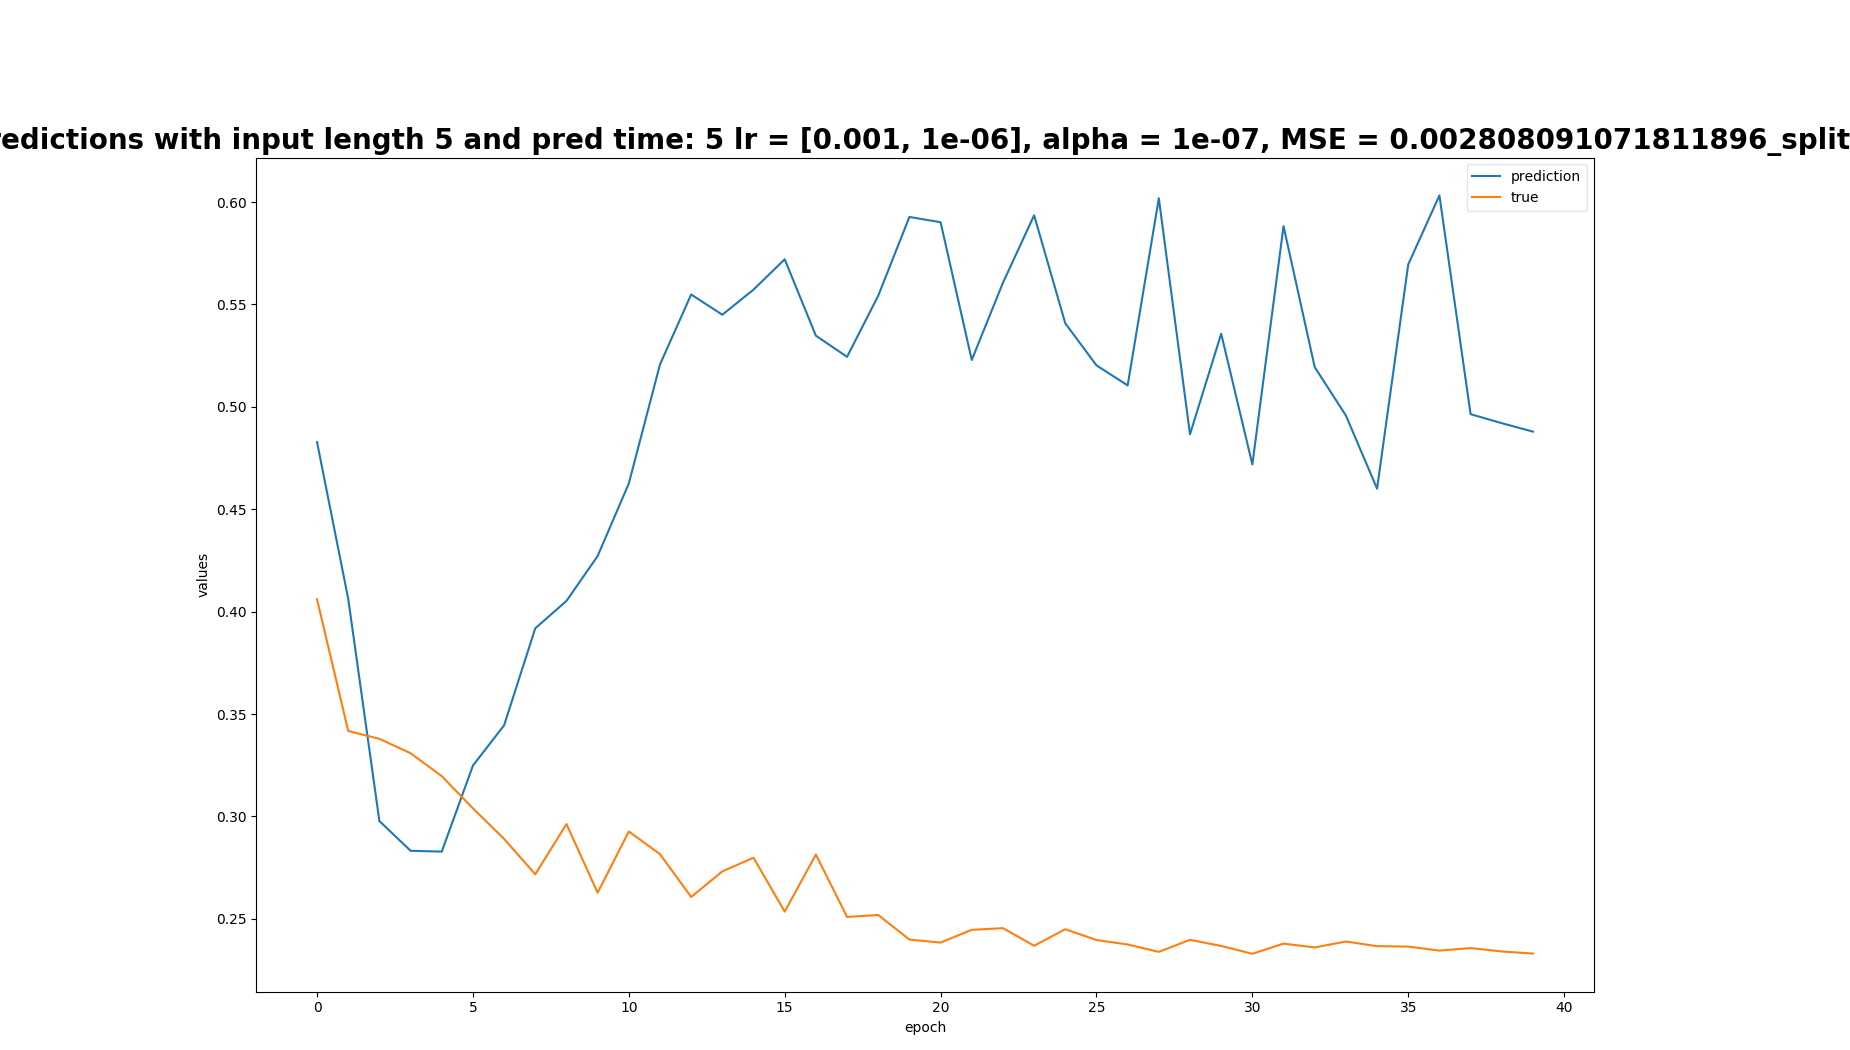 redictions with input length 5 and pred time: 5 lr = [0.001, 1e-06], alpha = 1e-07, MSE = 0.002808091071811896_split
prediction
true
0.60
0.55
0.50
0.45
0.40
0.35
0.30
0.25
values
0 5 10 15 20 25 30 35 40
epoch